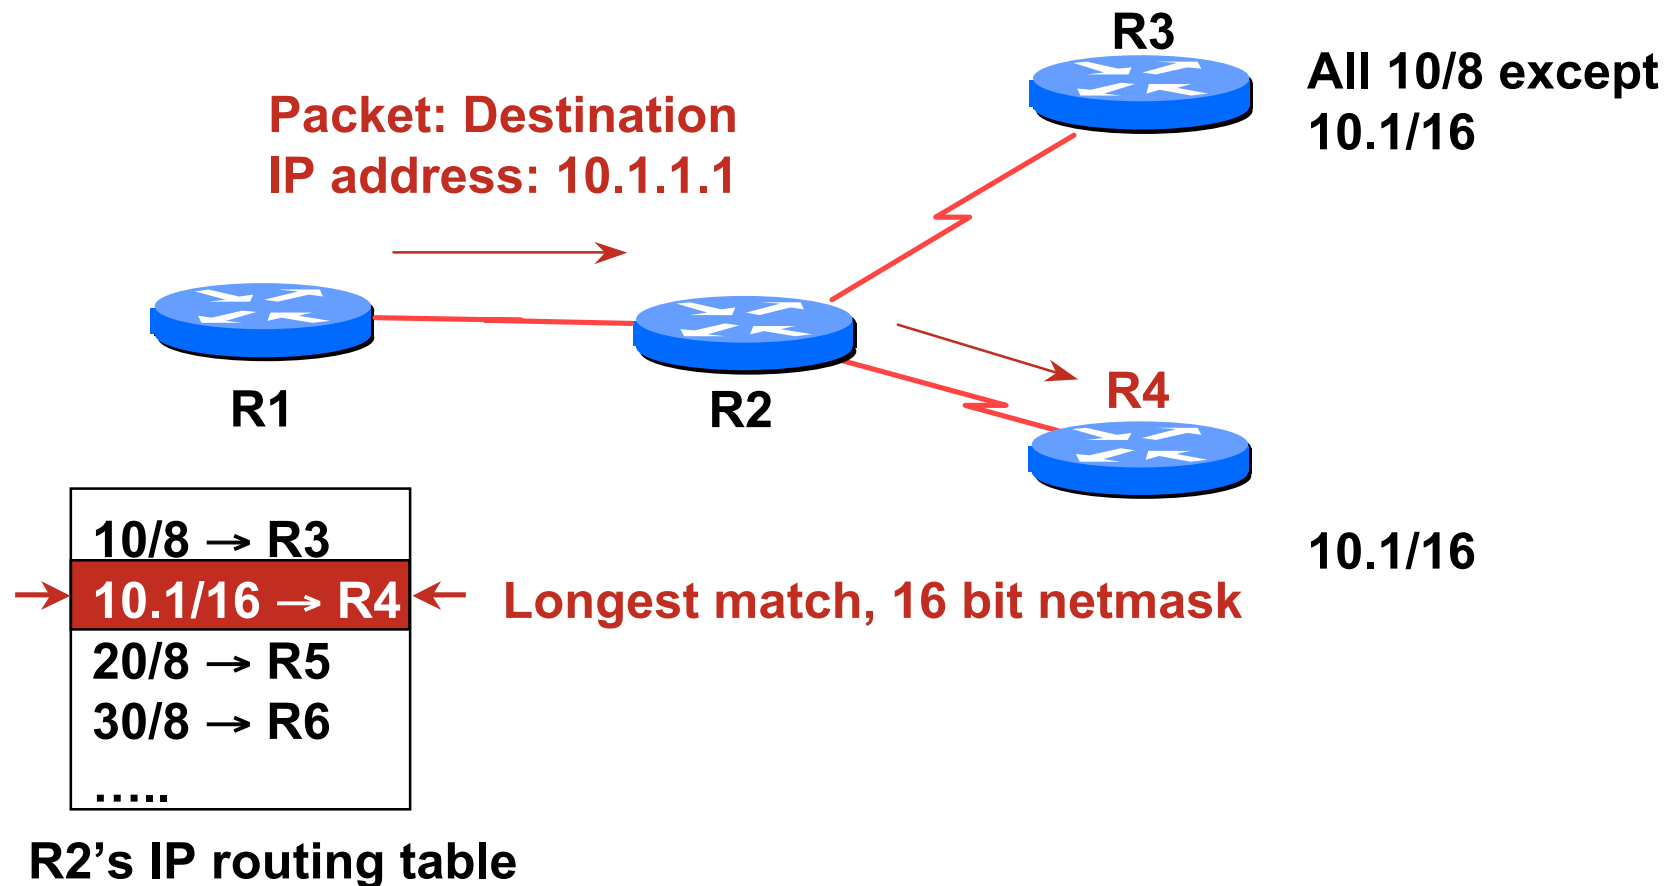 R3
All 10/8 except
10.1/16
Packet: Destination
IP address: 10.1.1.1
R1
R2
R4
10.1/16
10/8 → R3
10.1/16 → R4
20/8 → R5
30/8 → R6
…..
Longest match, 16 bit netmask
R2’s IP routing table